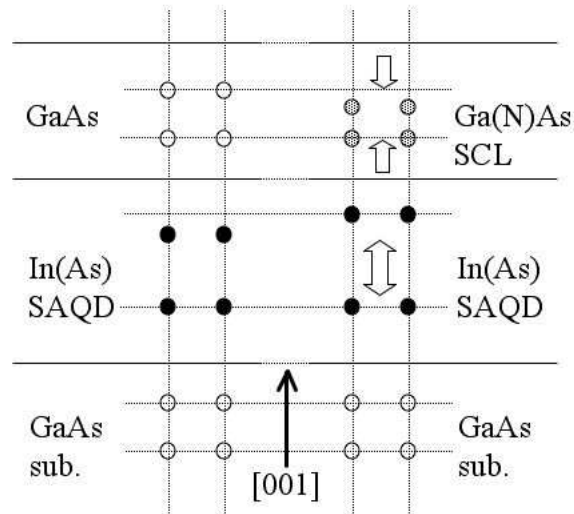 GaAs
Ga(N)As
SCL
In(As)
SAQD
In(As)
SAQD
GaAs
sub.
GaAs
sub.
[001]